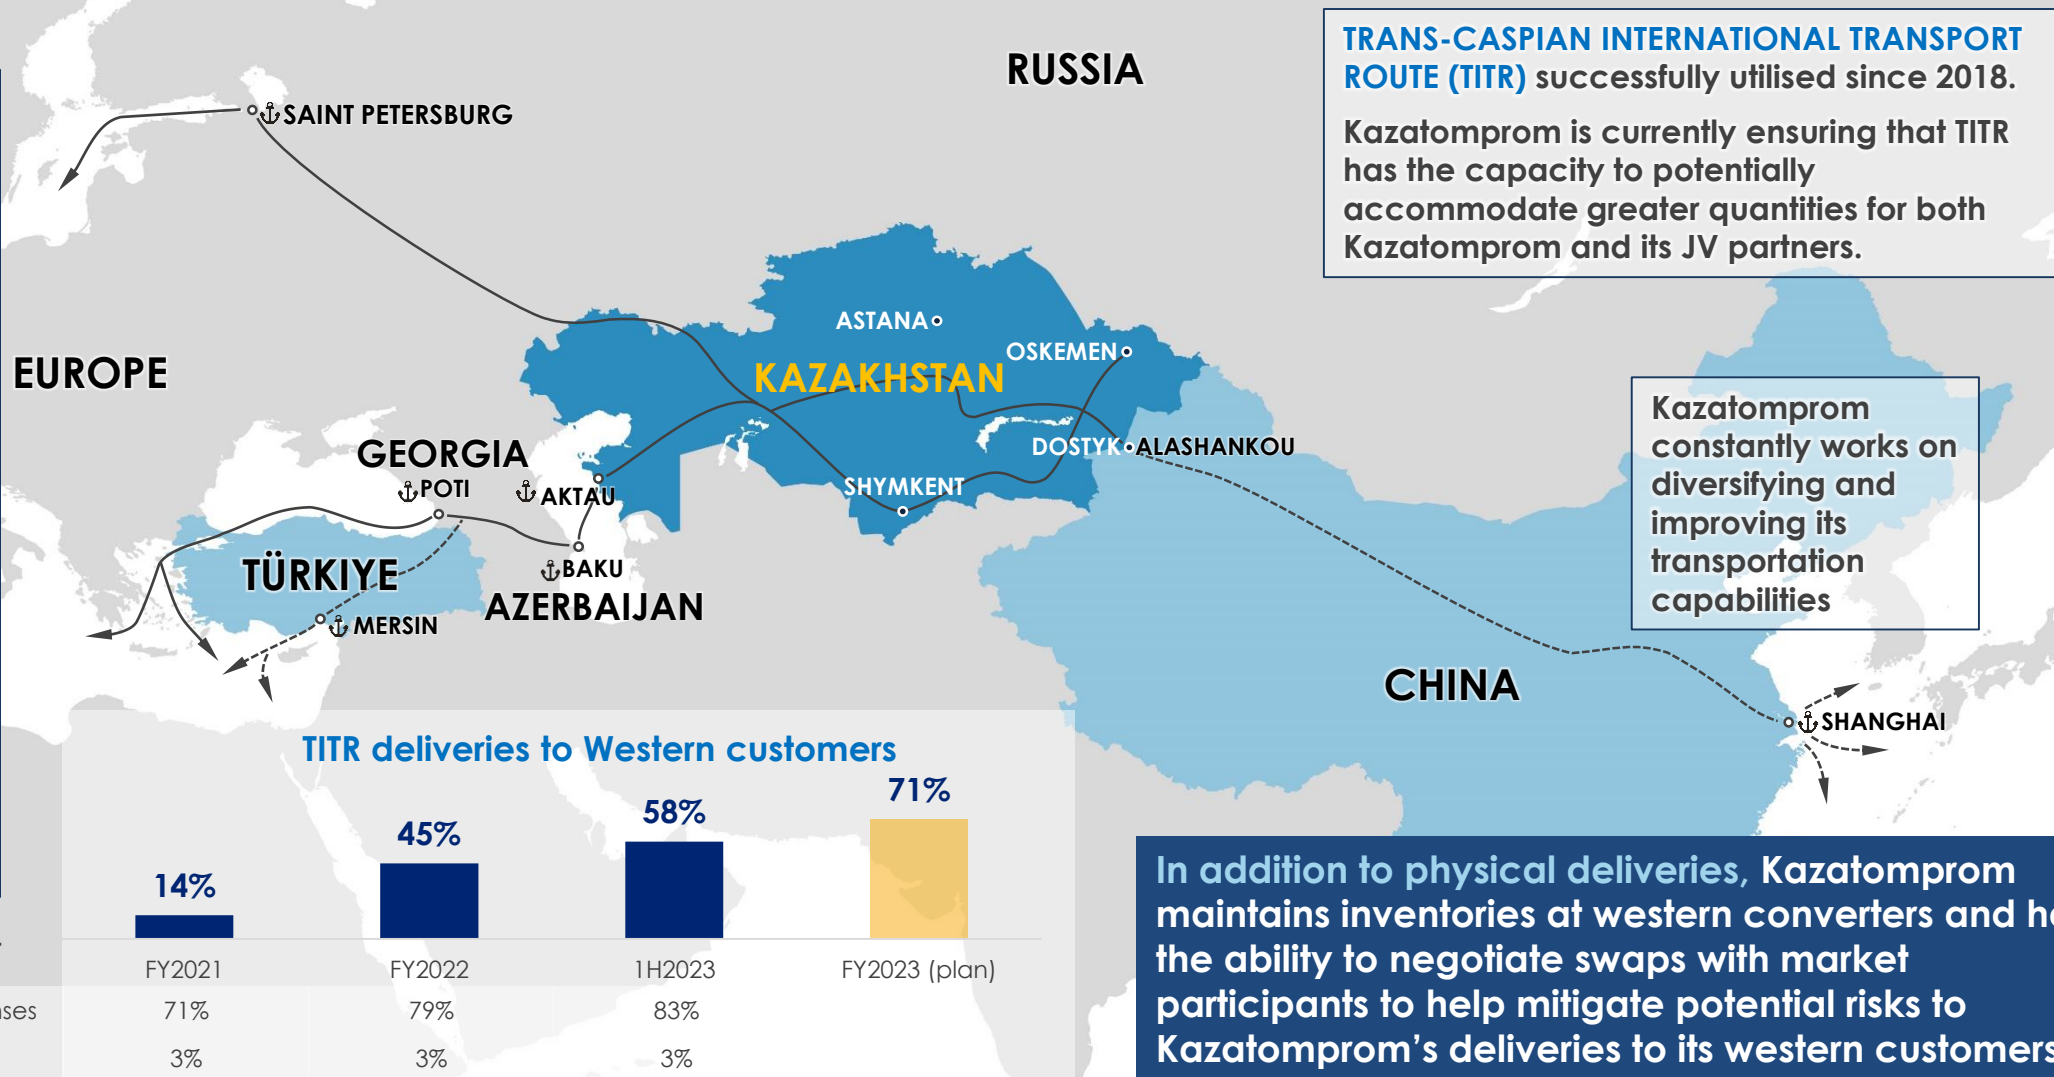 RUSSIA
TRANS-CASPIAN INTERNATIONAL TRANSPORT
ROUTE (TITR) successfully utilised since 2018.
Kazatomprom is currently ensuring that TITR
has the capacity to potentially
accommodate greater quantities for both
Kazatomprom and its JV partners.
SAINT PETERSBURG
ASTANA
OSKEMEN
EUROPE
KAZAKHSTAN
Kazatomprom
constantly works on
diversifying and
improving its
transportation
capabilities
GEORGIA
DOSTYK
ALASHANKOU
POTI
AKTAU
SHYMKENT
TÜRKIYE
BAKU
AZERBAIJAN
MERSIN
CHINA
SHANGHAI
TITR deliveries to Western customers
14%
45%
58%
71%
FY2021
FY2022
1H2023
FY2023 (plan)
71%
79%
83%
3%
3%
3%
In addition to physical deliveries, Kazatomprom
maintains inventories at western converters and
the ability to negotiate swaps with market
participants to help mitigate potential risks to
Kazatomprom's deliveries to its western customers